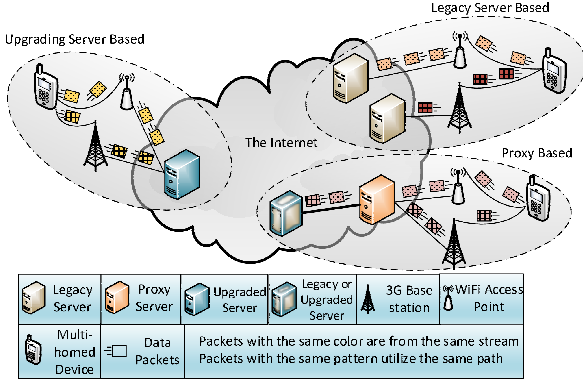 Legacy Server Based
Upgrading Server Based
The Internet
Proxy Based
Legacy
Server
Proxy
Server
Upgraded
Server
Legacy or
Upgraded
Server
3G Base
station
WiFi Access
Point
Multi-
homed
Device
Data
Packets
Packets with the same color are from the same stream
Packets with the same pattern utilize the same path